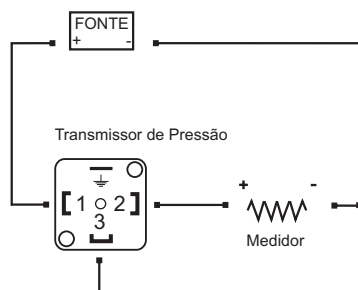 FONTE
+ -
Transmissor de Pressão
1 2
3
+ -
Medidor